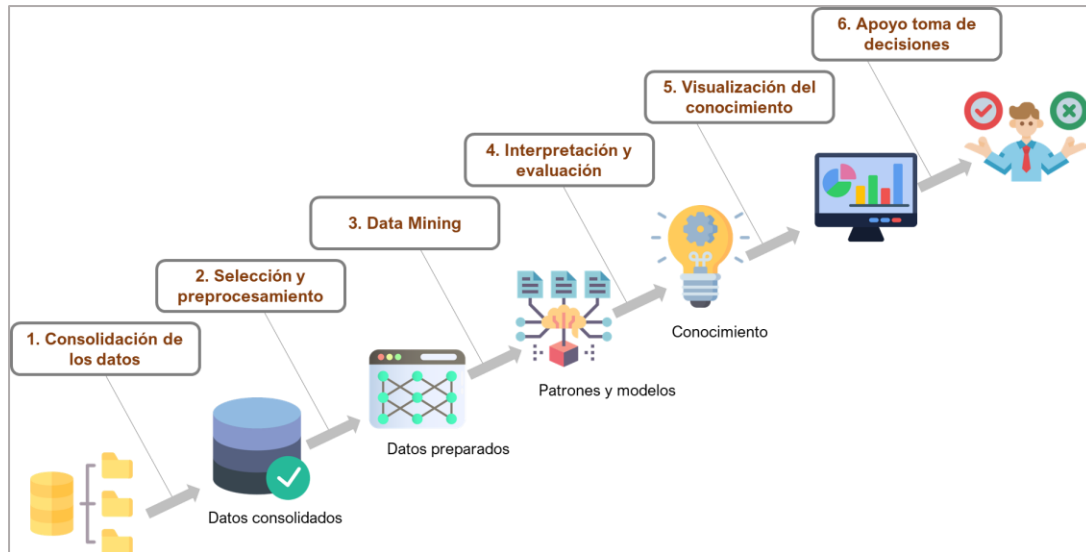 1. Consolidación de
los datos
2. Selección y
preprocesamiento
3. Data Mining
4. Interpretación y
evaluación
5. Visualización del
conocimiento
6. Apoyo toma de
decisiones
Datos consolidados
Datos preparados
Patrones y modelos
Conocimiento